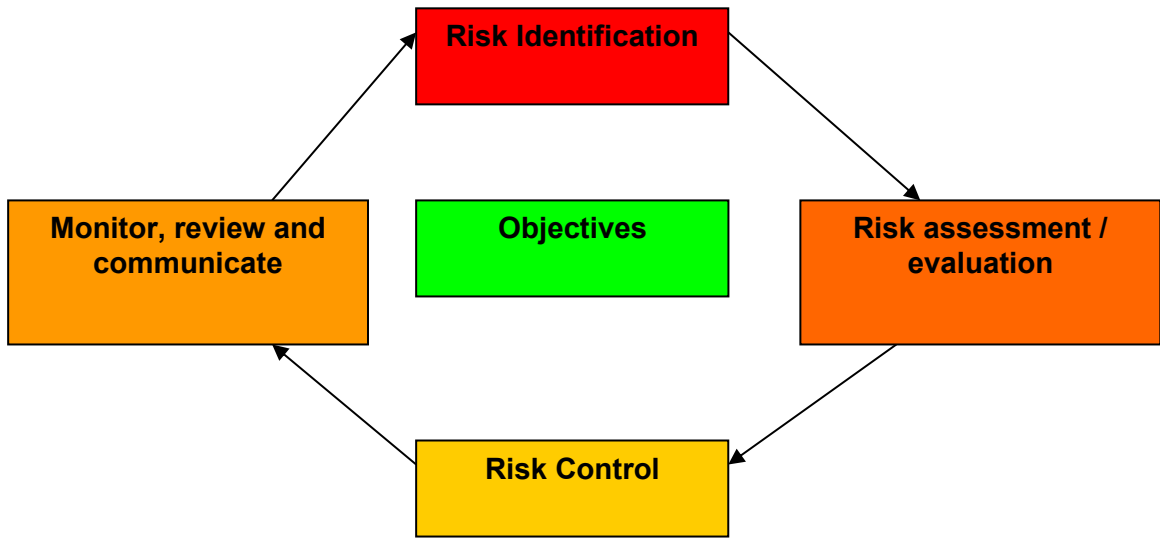 Risk Identification
Monitor, review and
communicate
Objectives
Risk assessment /
evaluation
Risk Control